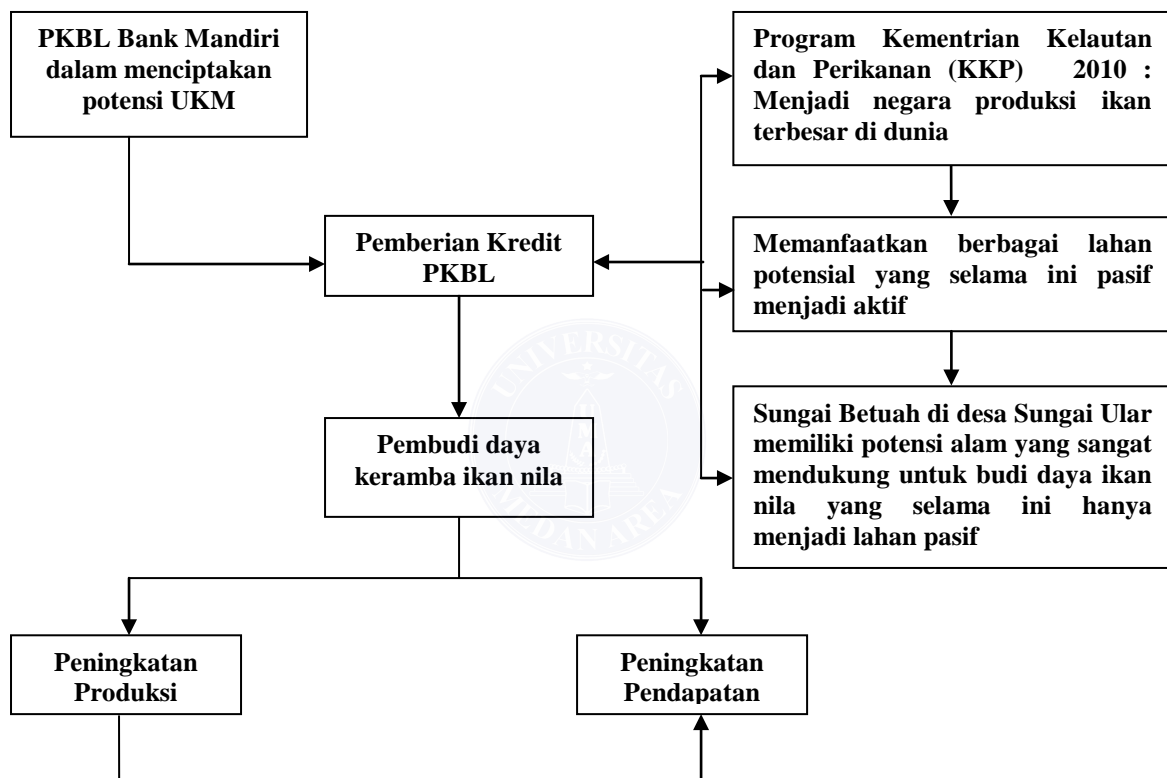 PKBL Bank Mandiri
dalam menciptakan
potensi UKM
Program Kementrian Kelautan
dan Perikanan (KKP) 2010 :
Menjadi negara produksi ikan
terbesar di dunia
Pemberian Kredit
PKBL
Memanfaatkan berbagai lahan
potensial yang selama ini pasif
menjadi aktif
Pembudi daya
keramba ikan nila
Sungai Betuah di desa Sungai Ular
memiliki potensi alam yang sangat
mendukung untuk budi daya ikan
nila yang selama ini hanya
menjadi lahan pasif
UNIVERSITAS
MEDAN AREA
Peningkatan
Produksi
Peningkatan
Pendapatan